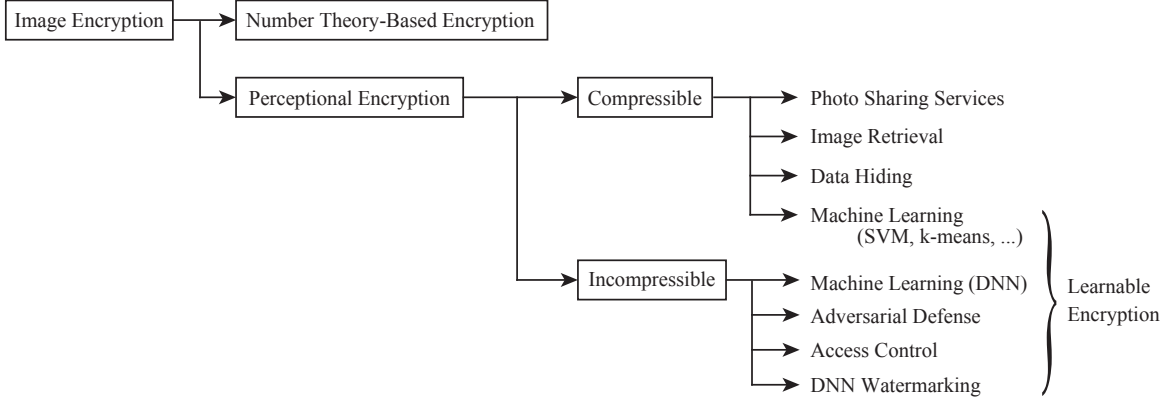 Image Encryption
Number Theory-Based Encryption
Perceptional Encryption
Compressible
Photo Sharing Services
Image Retrieval
Data Hiding
Machine Learning
(SVM, k-means, ...)
Incompressible
Machine Learning (DNN)
Adversarial Defense
Access Control
DNN Watermarking
Learnable
Encryption